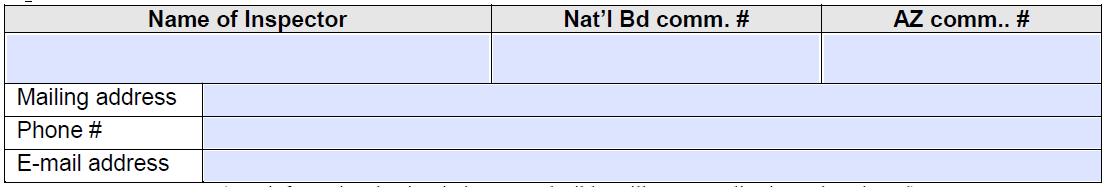 Name of Inspector Nat'l Bd comm. # AZ comm.. #
Mailing address
Phone #
E-mail address